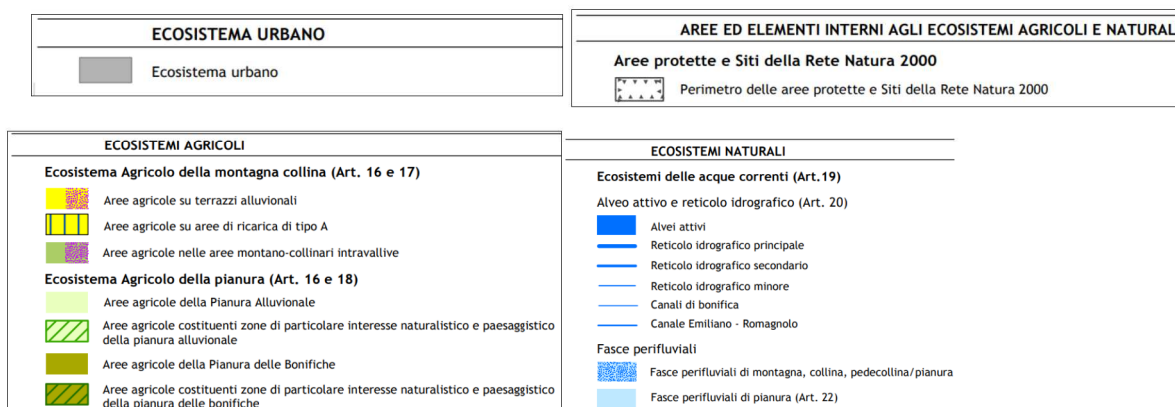 ECOSISTEMA URBANO
Ecosistema urbano
AREE ED ELEMENTI INTERNI AGLI ECOSISTEMI AGRICOLI E NATURAL
Aree protette e Siti della Rete Natura 2000
Perimetro delle aree protette e Siti della Rete Natura 2000
ECOSISTEMI AGRICOLI
Ecosistema Agricolo della montagna collina (Art. 16 e 17)
Aree agricole su terrazzi alluvionali
Aree agricole su aree di ricarica di tipo A
Aree agricole nelle aree montano-collinari intravallive
Ecosistema Agricolo della pianura (Art. 16 e 18)
Aree agricole della Pianura Alluvionale
Aree agricole costituenti zone di particolare interesse naturalistico e paesaggistico
della pianura alluvionale
Aree agricole della Pianura delle Bonifiche
Aree agricole costituenti zone di particolare interesse naturalistico e paesaggistico
della pianura delle bonifiche
ECOSISTEMI NATURALI
Ecosistemi delle acque correnti (Art.19)
Alveo attivo e reticolo idrografico (Art. 20)
Alvei attivi
Reticolo idrografico principale
Reticolo idrografico secondario
Reticolo idrografico minore
Canali di bonifica
Canale Emiliano - Romagnolo
Fasce perifluviali
Fasce perifluviali di montagna, collina, pedecollina/pianura
Fasce perifluviali di pianura (Art. 22)